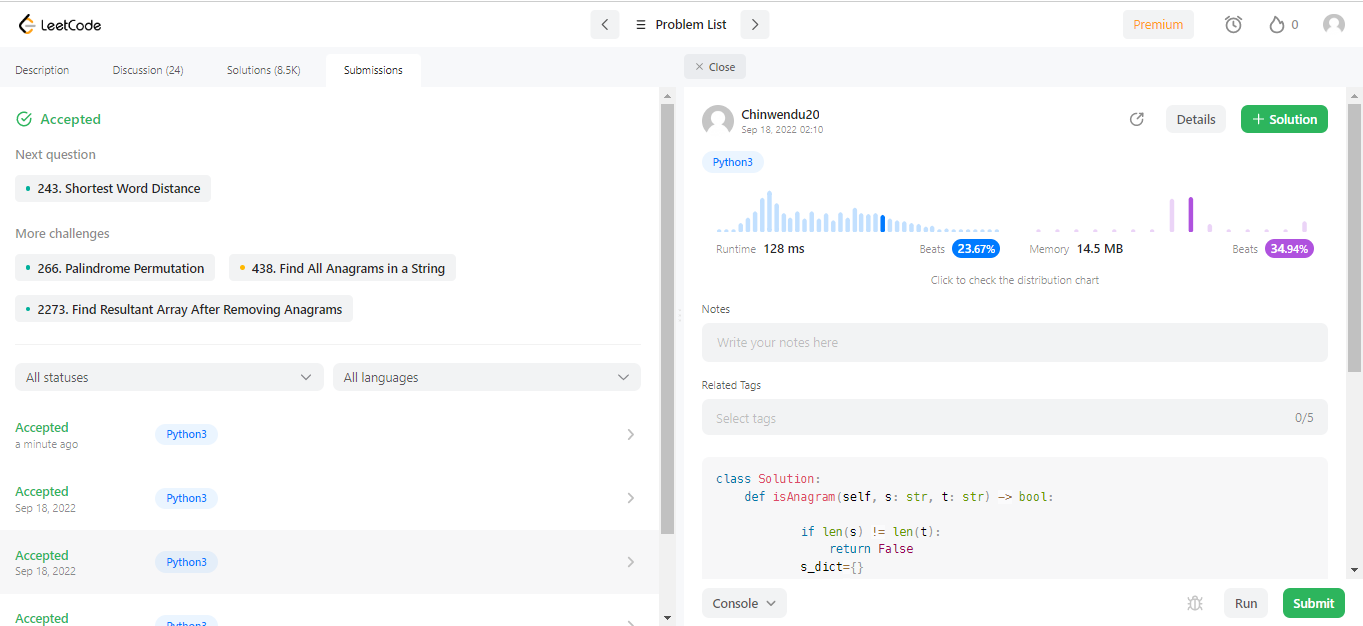 LeetCode
Problem List
Premium
0
Description
Discussion (24)
Solutions (8.5K)
Submissions
Accepted
Next question
243. Shortest Word Distance
More challenges
266. Palindrome Permutation
438. Find All Anagrams in a String
2273. Find Resultant Array After Removing Anagrams
All statuses
All languages
Accepted
a minute ago
Python3
Accepted
Sep 18, 2022
Python3
Accepted
Sep 18, 2022
Python3
Accepted
Python3
Close
Chinwendu20
Sep 18, 2022 02:10
Details
+ Solution
Python3
Runtime 128 ms
Beats 23.67%
Memory 14.5 MB
Beats 34.94%
Click to check the distribution chart
Notes
Write your notes here
Related Tags
Select tags
0/5
class Solution:
def isAnagram(self, s: str, t: str) -> bool:
if len(s) != len(t):
return False
s_dict={}
Console
Run
Submit